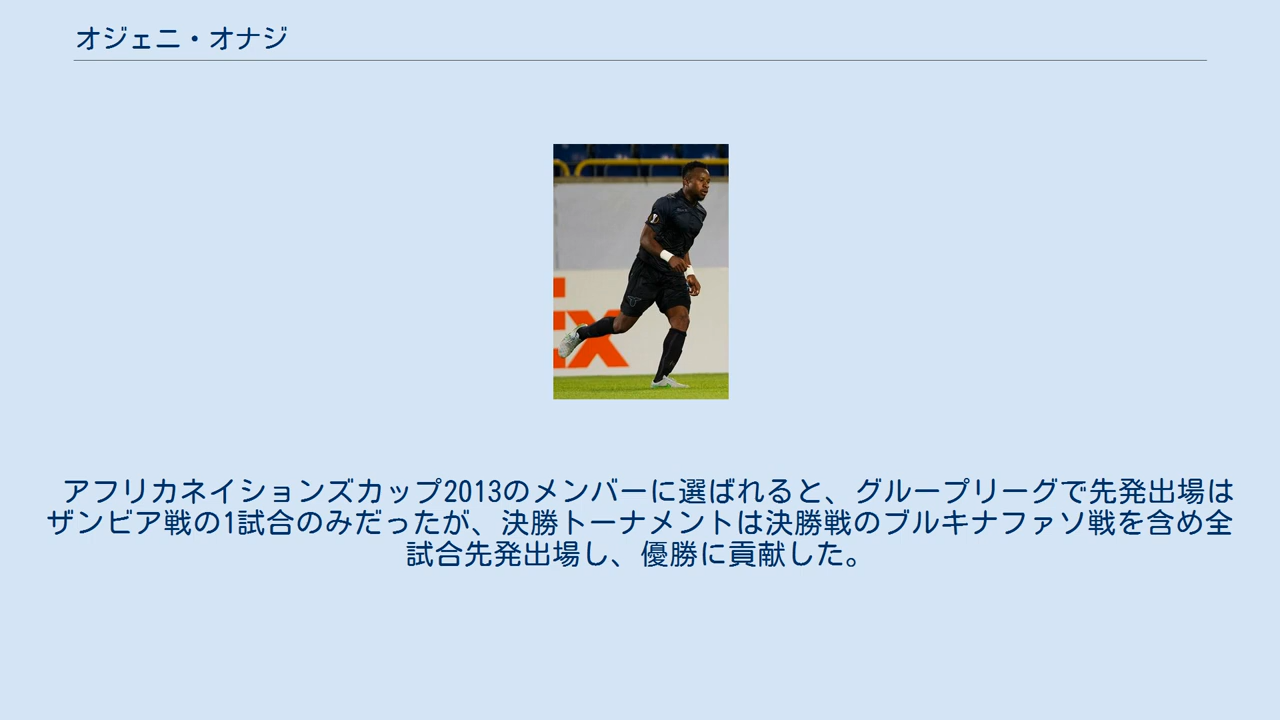 オジェニ・オナジ
EX
アフリカネイションズカップ2013のメンバーに選ばれると、グループリーグで先発出場は
ザンビア戦の1試合のみだったが、決勝トーナメントは決勝戦のブルキナファソ戦を含め全
試合先発出場し、優勝に貢献した。